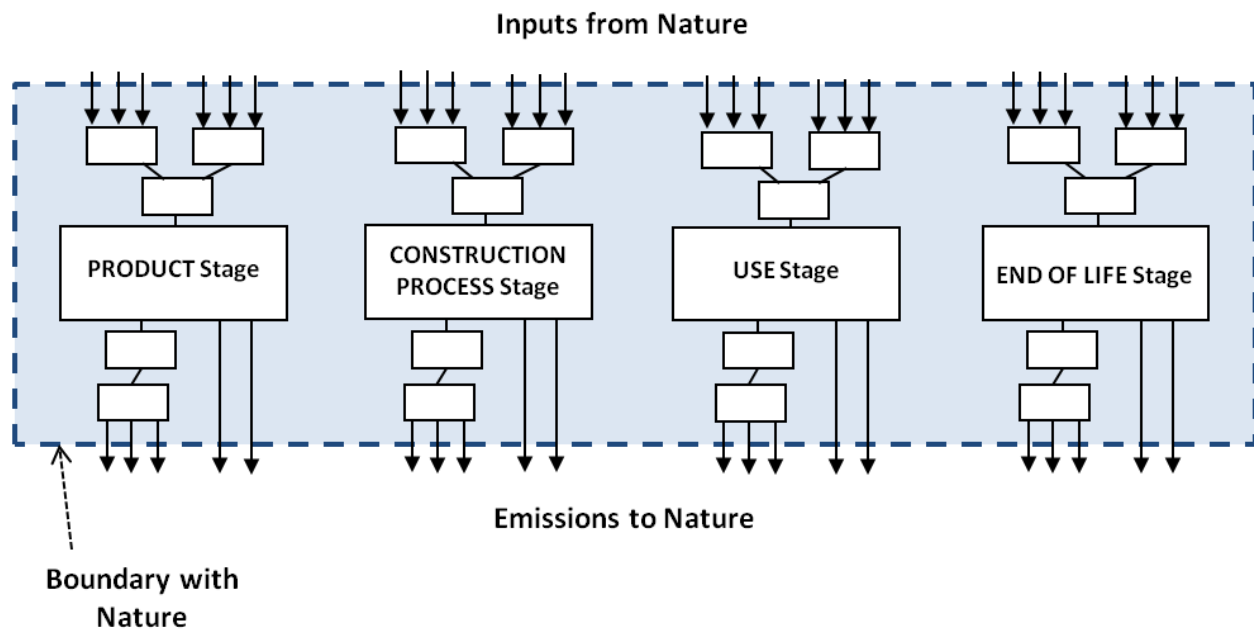 Inputs from Nature
PRODUCT Stage
CONSTRUCTION
PROCESS Stage
USE Stage
END OF LIFE Stage
Emissions to Nature
Boundary with
Nature